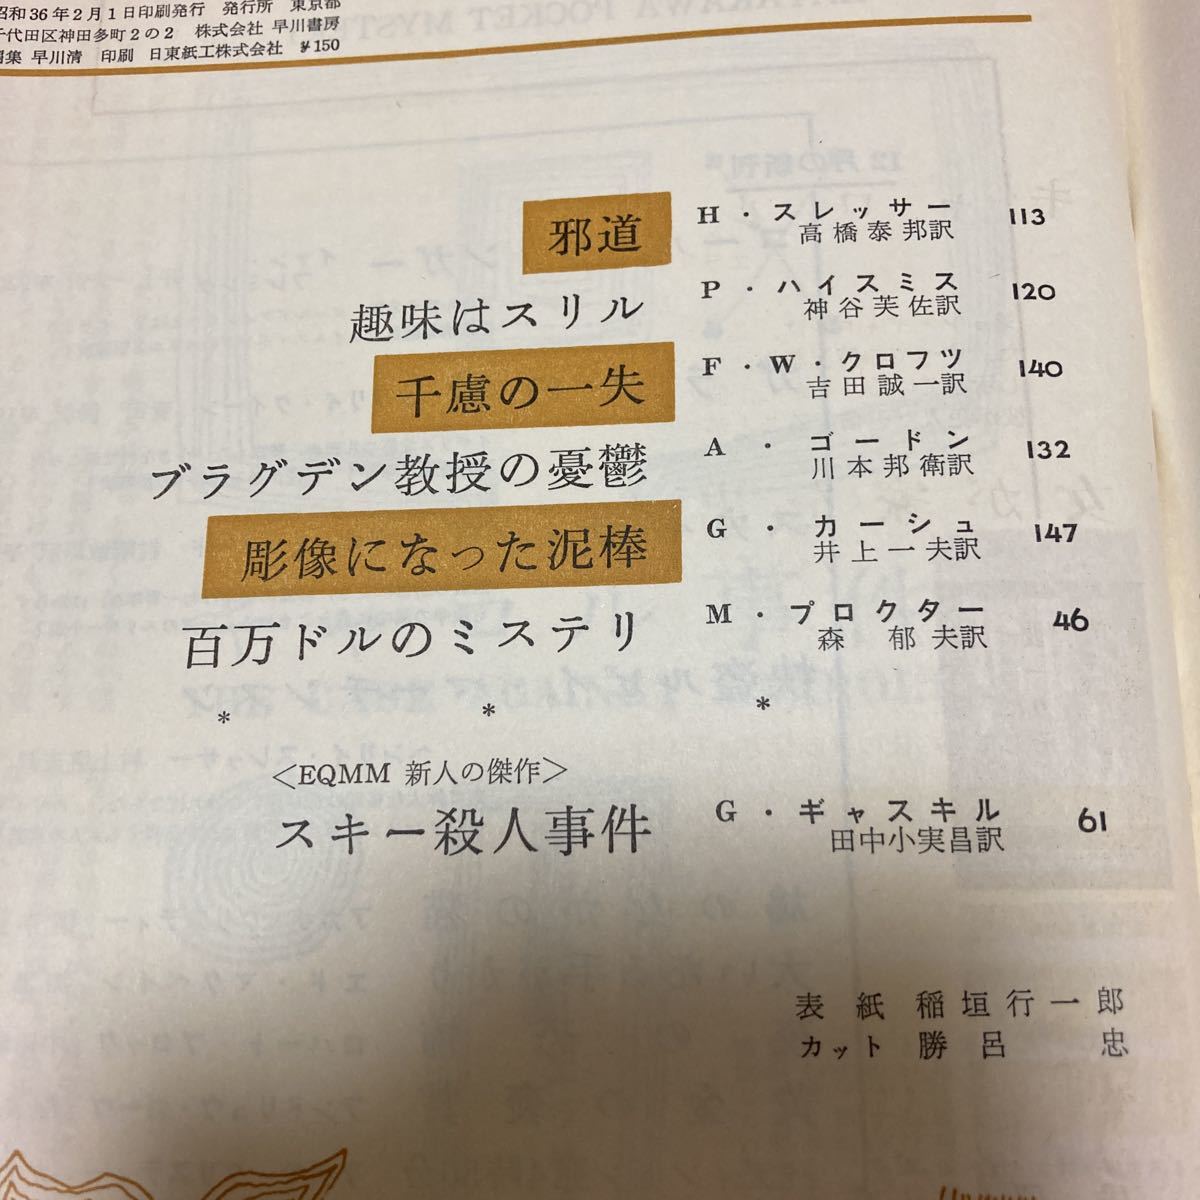 昭和36年2月1日印刷発行 発行所 東京都
千代田区神田多町2の2 株式会社 早川書房
編集 早川清 印刷 日東紙工株式会社 ¥150
邪道 H・スレッサー 113
高橋泰邦訳
趣味はスリル P・ハイスミス 120
神谷芙佐訳
千慮の一失 F・W・クロフツ 140
吉田誠一訳
ブラグデン教授の憂鬱 A・ゴードン 132
川本邦衛訳
彫像になった泥棒 G・カーシュ 147
井上一夫訳
百万ドルのミステリ M・プロクター 46
森郁夫訳
* * *
<EQMM 新人の傑作>
スキー殺人事件 G・ギャスキル 61
田中小実昌訳
表紙 稲垣行一郎
カット 勝呂忠